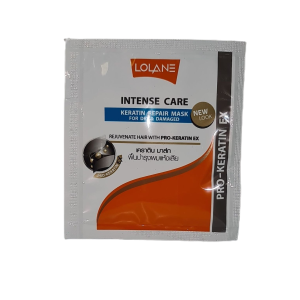 LOLANE
INTENSE CARE
KERATIN REPAIR MASK
FOR DRY & DAMAGED
NEW
LOOK
REJUVENATE HAIR WITH PRO-KERATIN EX
เคราติน มาส์ก
ฟื้นบำรุงผมแห้งเสีย
PRO-KERATIN EX